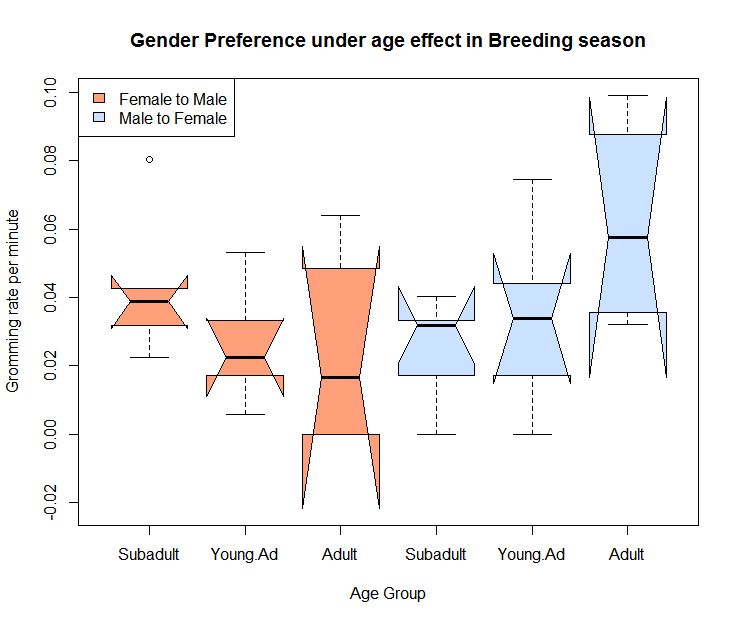 Gender Preference under age effect in Breeding season
Female to Male
Male to Female
0.10
0.08
0.06
0.04
0.02
0.00
-0.02
Gromming rate per minute
Subadult Young.Ad Adult Subadult Young.Ad Adult
Age Group